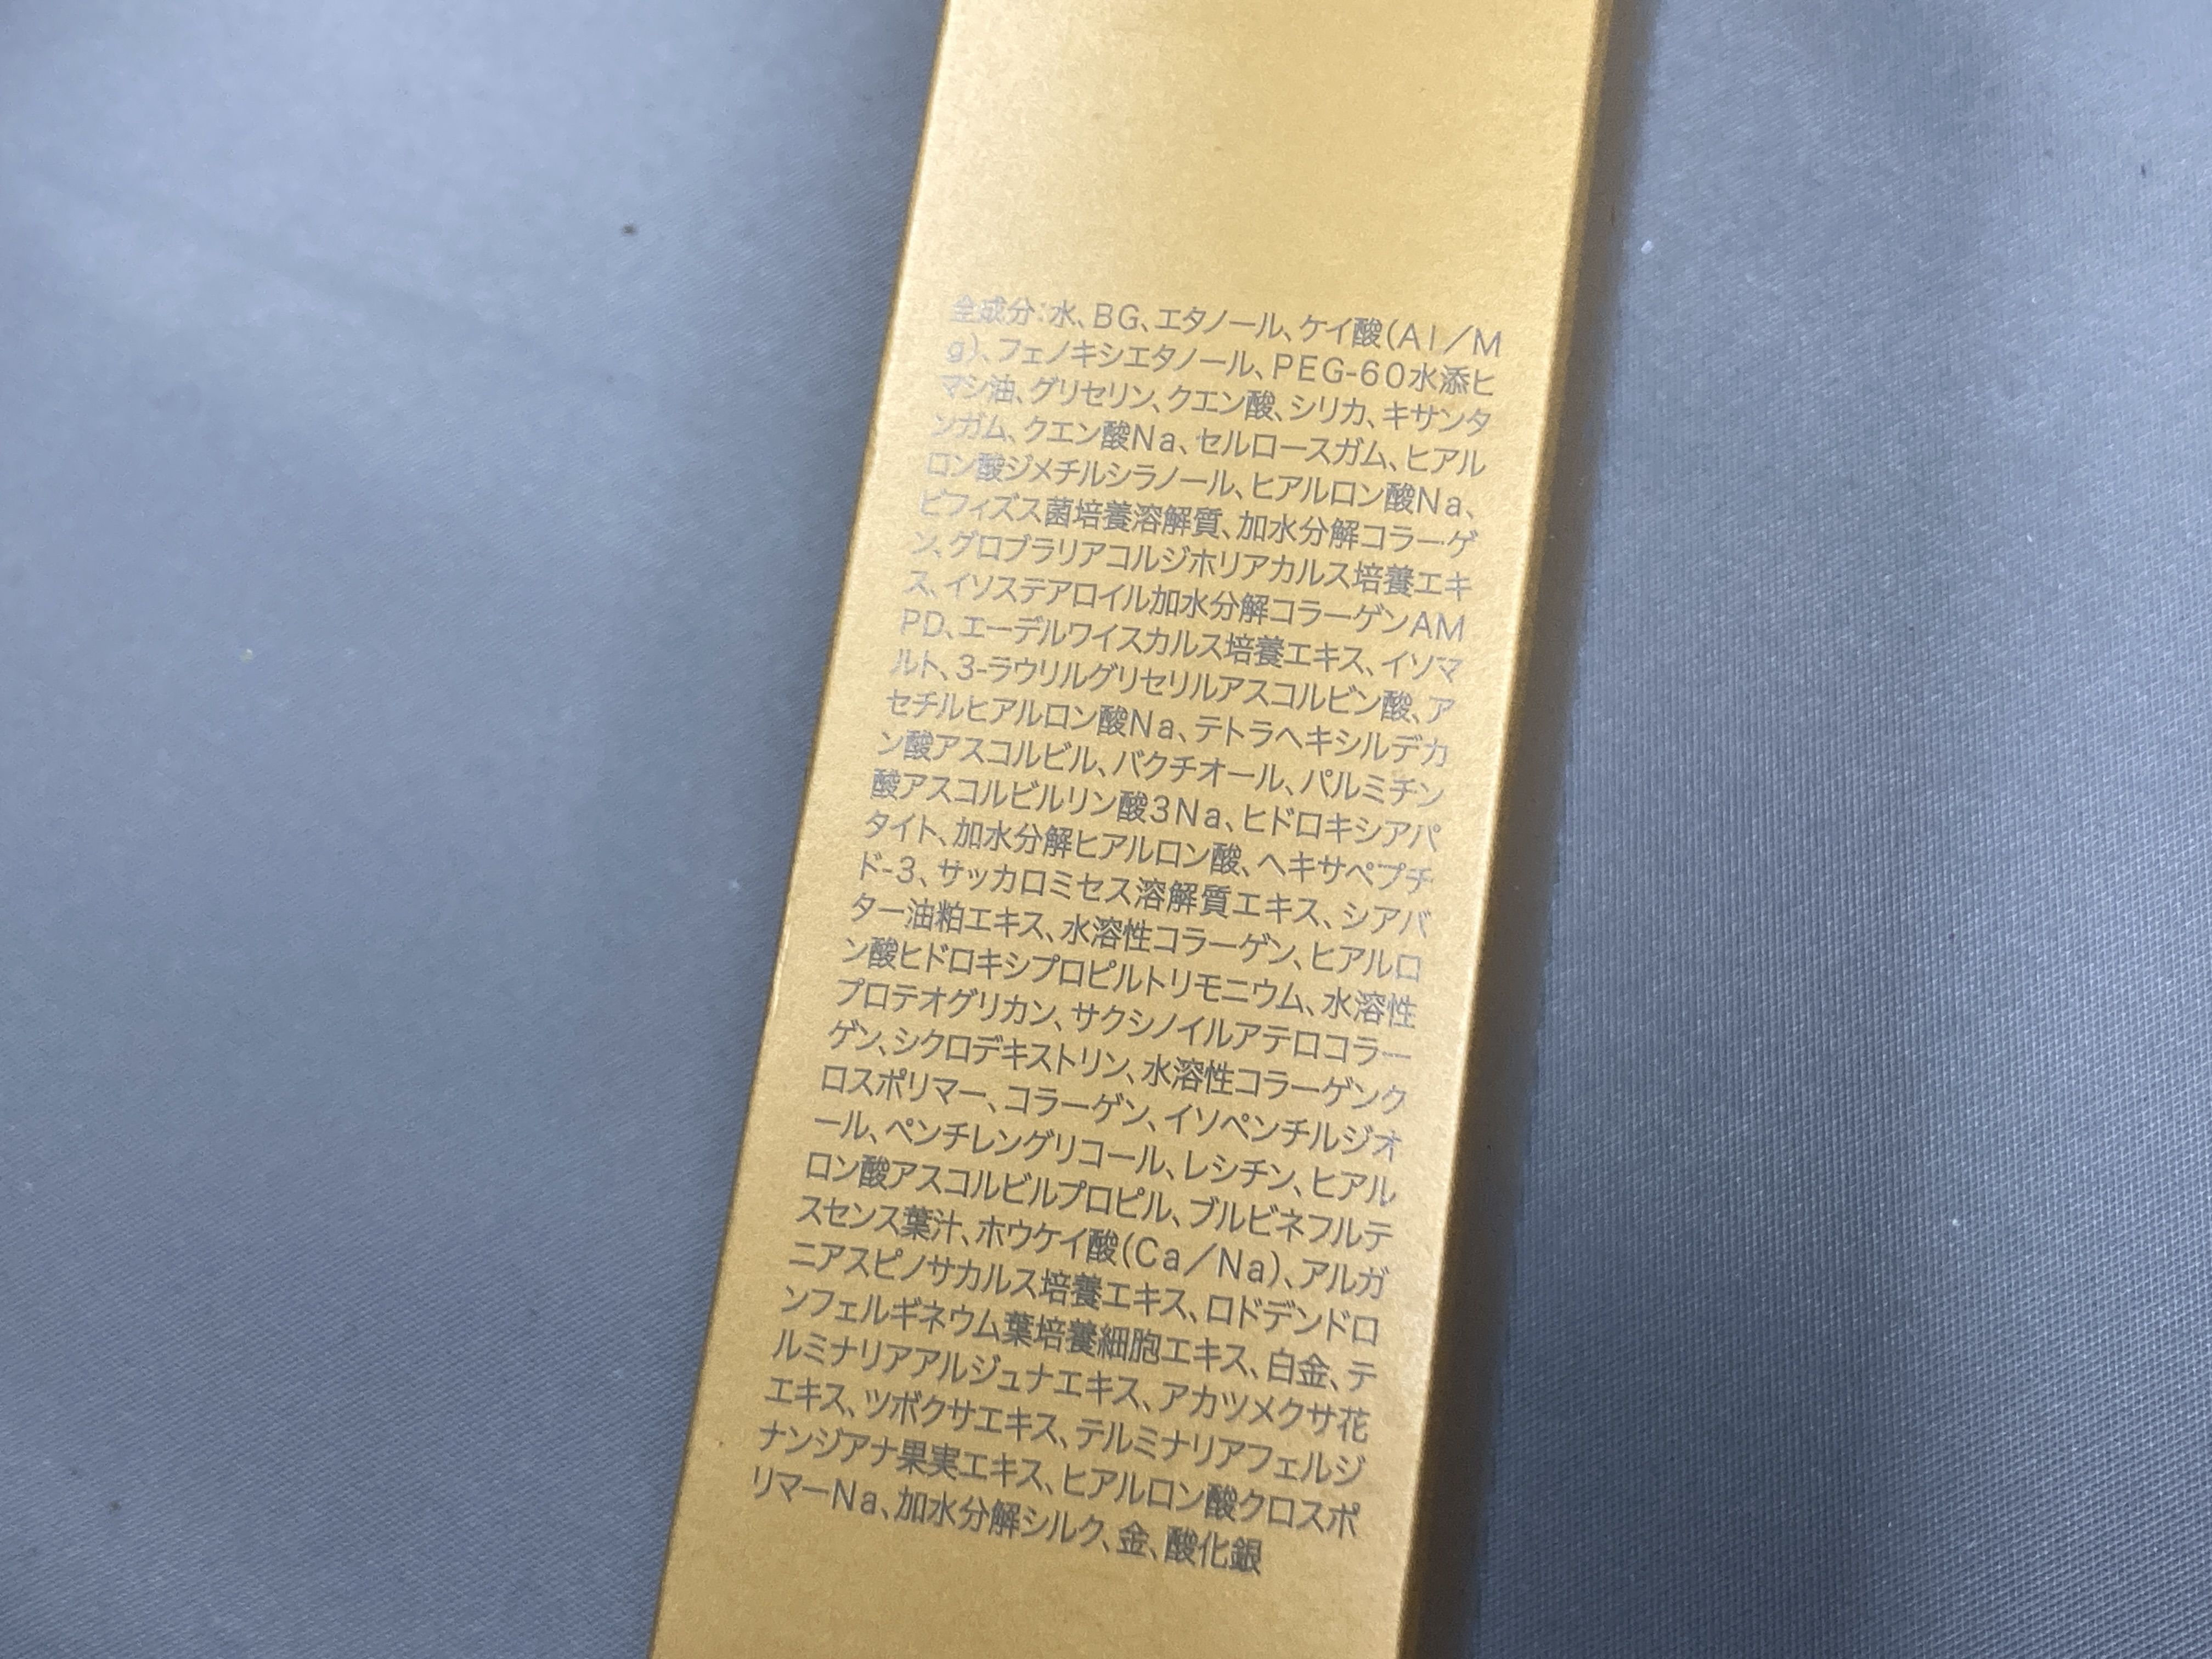 全成分:水、BG、エタノール、ケイ酸(Al/M
g)、フェノキシエタノール、PEG-60水添ヒ
マシ油、グリセリン、クエン酸、シリカ、キサンタ
ンガム、クエン酸Na、セルロースガム、ヒアル
ロン酸ジメチルシラノール、ヒアルロン酸Na、
ビフィズス菌培養溶解質、加水分解コラーゲ
ン、グロブラリアコルジホリアカルス培養エキ
ス、イソステアロイル加水分解コラーゲンAM
PD、エーデルワイスカルス培養エキス、イソマ
ルト、3-ラウリルグリセリルアスコルビン酸、ア
セチルヒアルロン酸Na、テトラヘキシルデカ
ン酸アスコルビル、バクチオール、パルミチン
酸アスコルビルリン酸3Na、ヒドロキシアパ
タイト、加水分解ヒアルロン酸、ヘキサペプチ
ド-3、サッカロミセス溶解質エキス、シアバ
ター油粕エキス、水溶性コラーゲン、ヒアルロ
ン酸ヒドロキシプロピルトリモニウム、水溶性
プロテオグリカン、サクシノイルアテロコラー
ゲン、シクロデキストリン、水溶性コラーゲンク
ロスポリマー、コラーゲン、イソペンチルジオ
ール、ペンチレングリコール、レシチン、ヒアル
ロン酸アスコルビルプロピル、ブルビネフルテ
スセンス葉汁、ホウケイ酸(Ca/Na)、アルガ
ニアスピノサカルス培養エキス、ロドデンドロ
ンフェルギネウム葉培養細胞エキス、白金、テ
ルミナリアアルジュナエキス、アカツメクサ花
エキス、ツボクサエキス、テルミナリアフェルジ
ナンジアナ果実エキス、ヒアルロン酸クロスポ
リマーNa、加水分解シルク、金、酸化銀